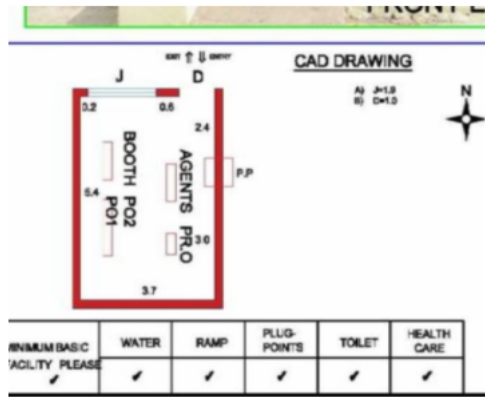 FRONT E
EXIT ⇧ ⇩ ENTRY
CAD DRAWING
J D
A) J=1.8
B) D=1.0
N
0.2 0.6
2.4
BOOTH AGENTS
P.P
5.4
PO1 PO2 PR.O
3.0
3.7
MINIMUM BASIC FACILITY PLEASE ✓
WATER RAMP PLUG-POINTS TOILET HEALTH CARE
✓ ✓ ✓ ✓ ✓